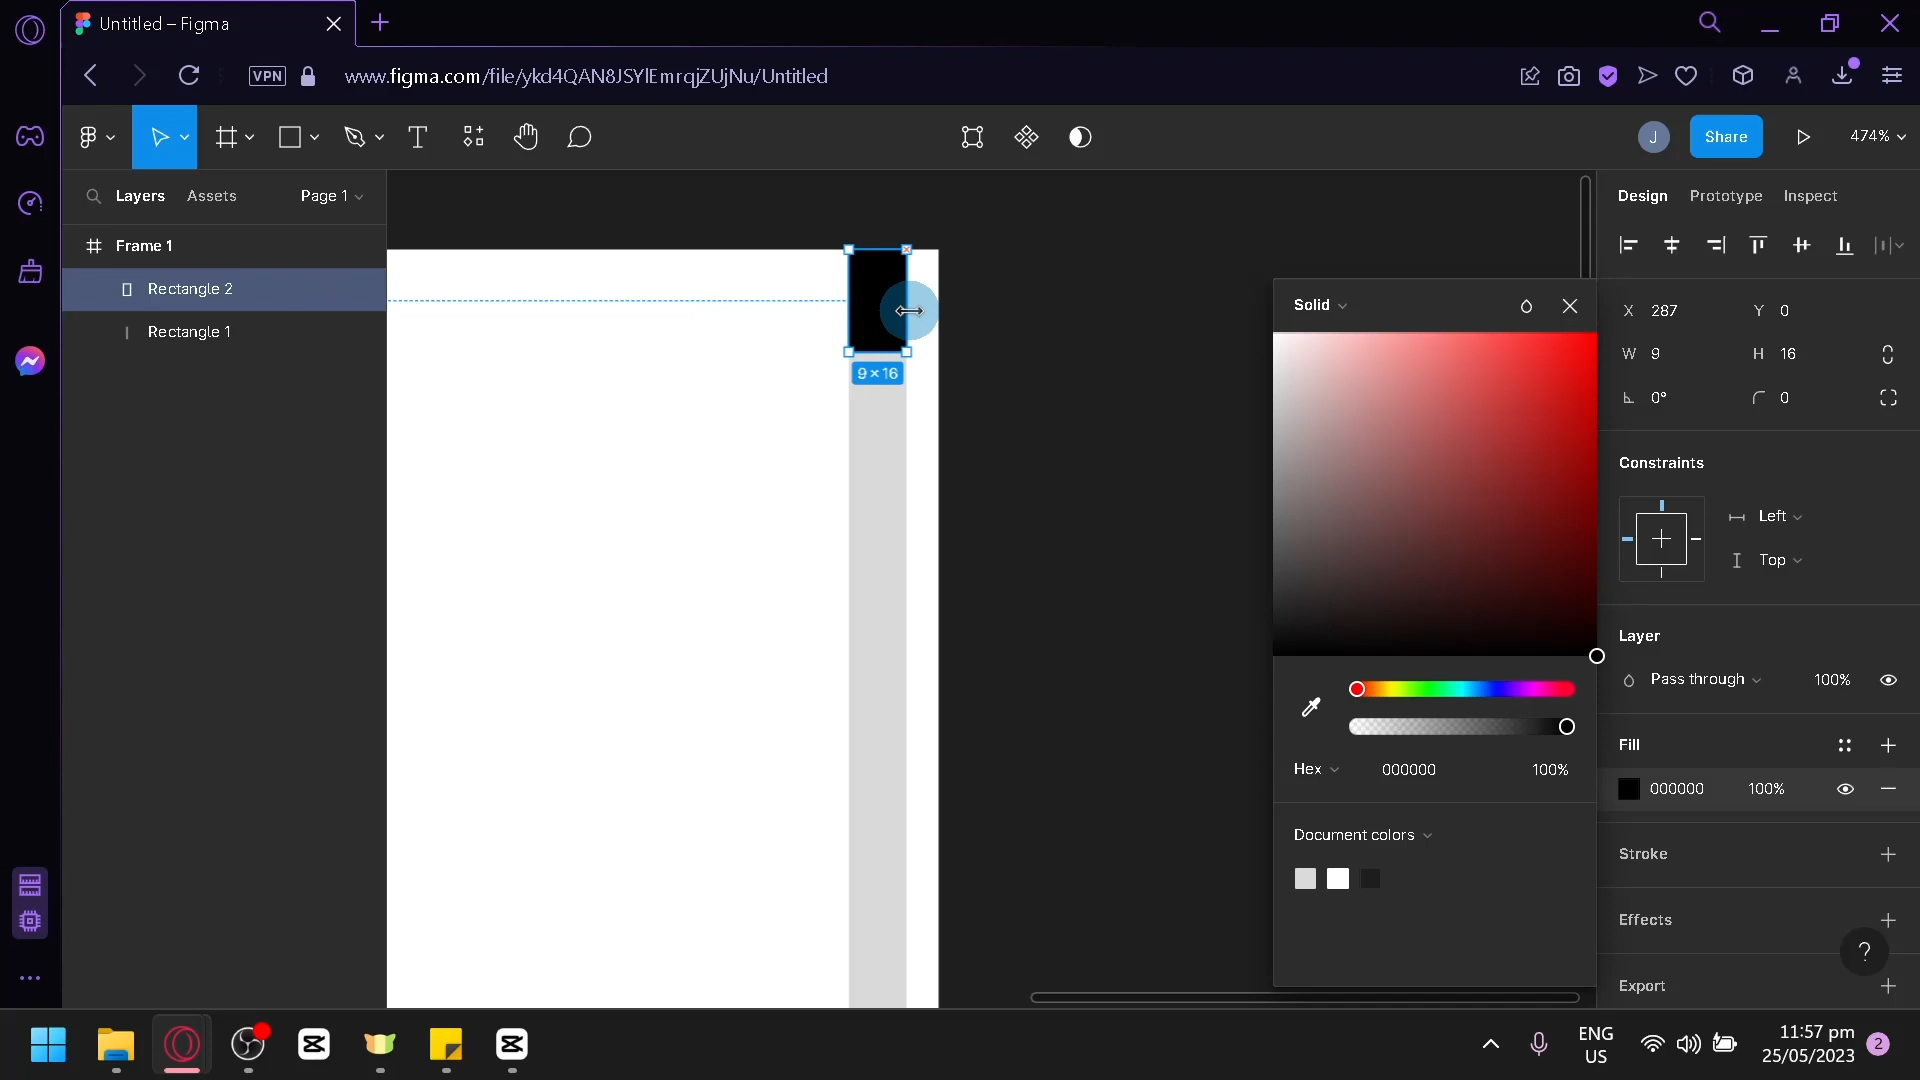 Untitled – Figma
VPN
www.figma.com/file/ykd4QAN8JSYlEmrqjZUjNu/Untitled
J
Share
474%
Layers
Assets
Page 1
Design
Prototype
Inspect
Frame 1
Rectangle 2
Rectangle 1
9 × 16
Solid
Hex
000000
100%
Document colors
X
287
Y
0
W
9
H
16
0°
0
Constraints
Left
Top
Layer
Pass through
100%
Fill
000000
100%
Stroke
Effects
?
Export
ENG
US
11:57 pm
25/05/2023
2